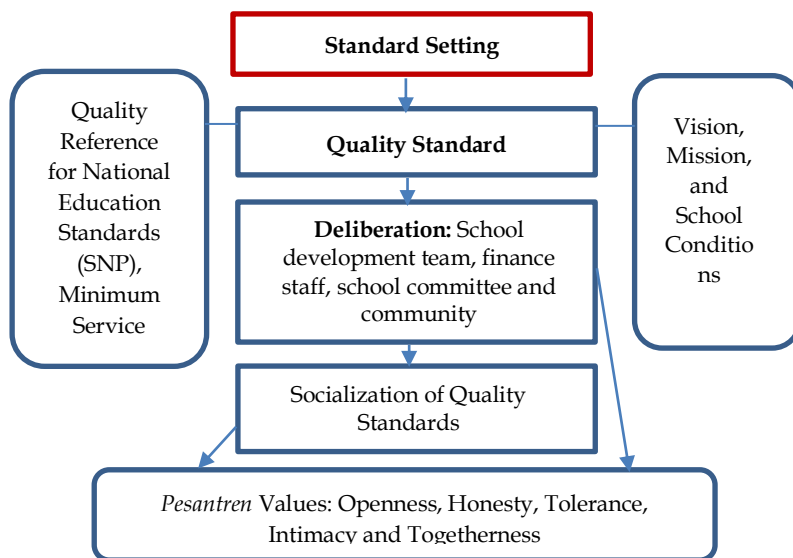 Standard Setting
Quality
Reference
for National
Education
Standards
(SNP),
Minimum
Service
Quality Standard
Vision,
Mission,
and
School
Conditio
ns
Deliberation: School
development team, finance
staff, school committee and
community
Socialization of Quality
Standards
Pesantren Values: Openness, Honesty, Tolerance,
Intimacy and Togetherness